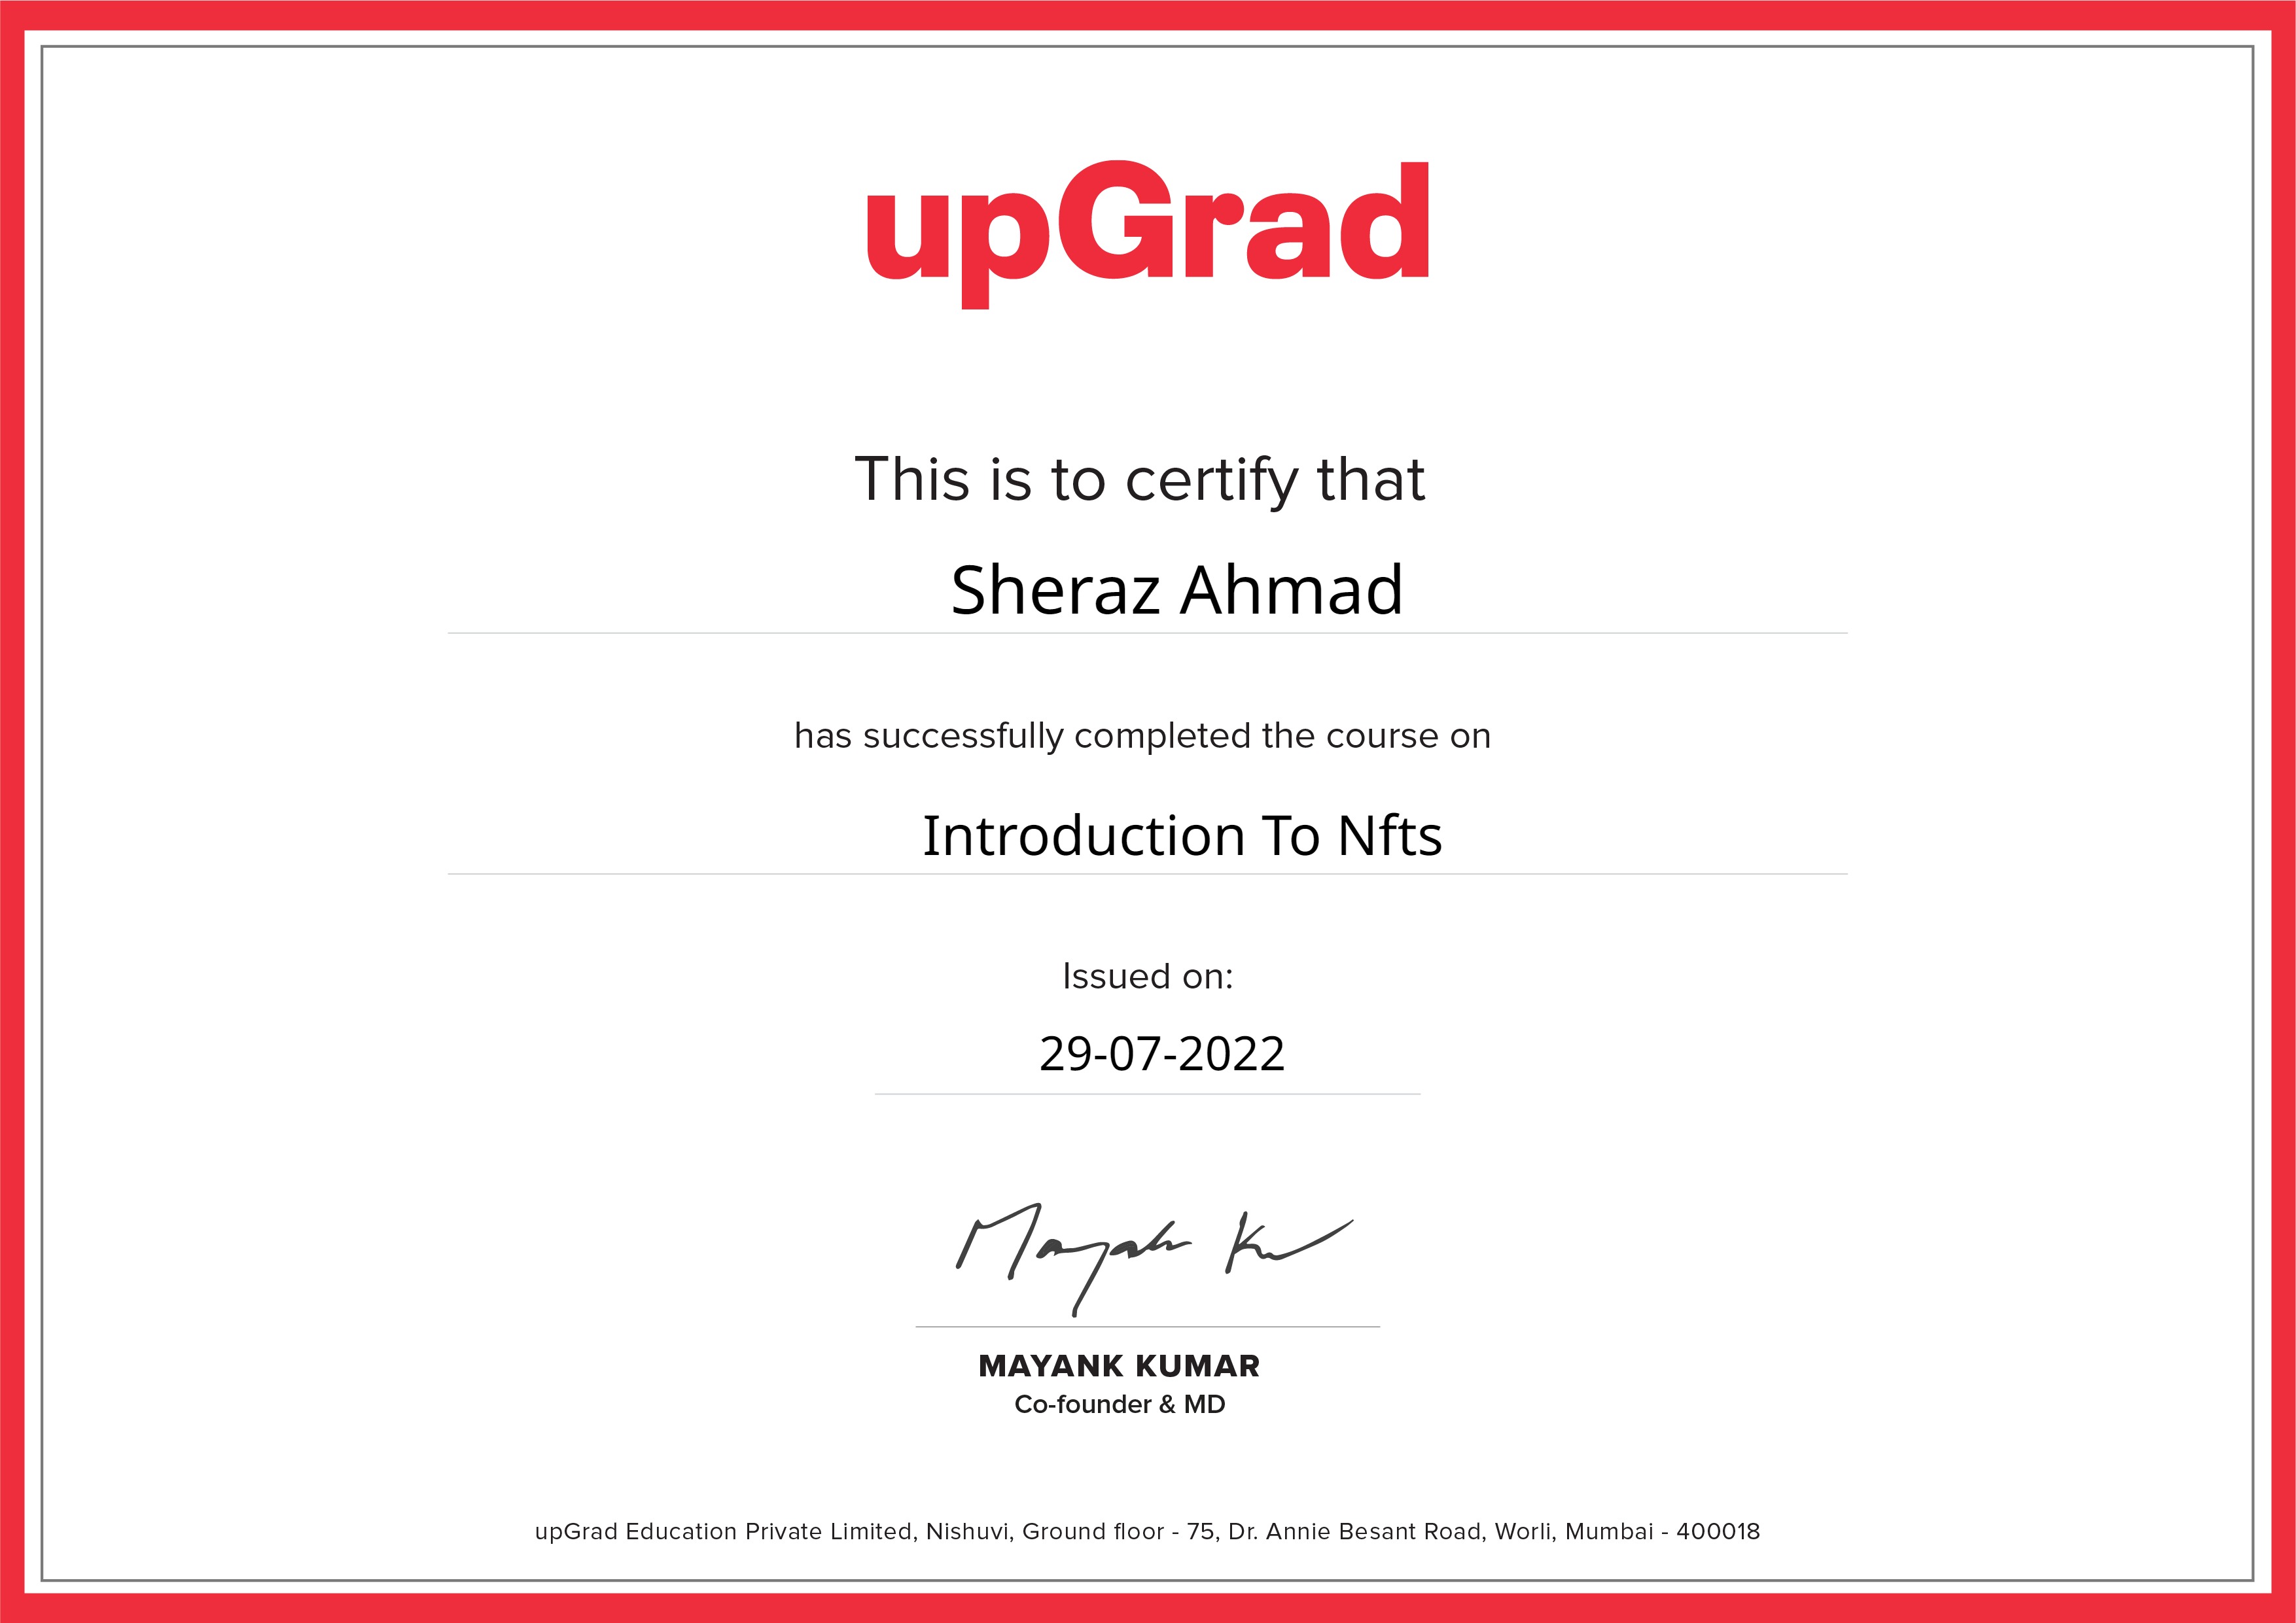 upGrad
This is to certify that
Sheraz Ahmad
has successfully completed the course on
Introduction To Nfts
Issued on:
29-07-2022
Mayank Ku
MAYANK KUMAR
Co-founder & MD
upGrad Education Private Limited, Nishuvi, Ground floor - 75, Dr. Annie Besant Road, Worli, Mumbai - 400018